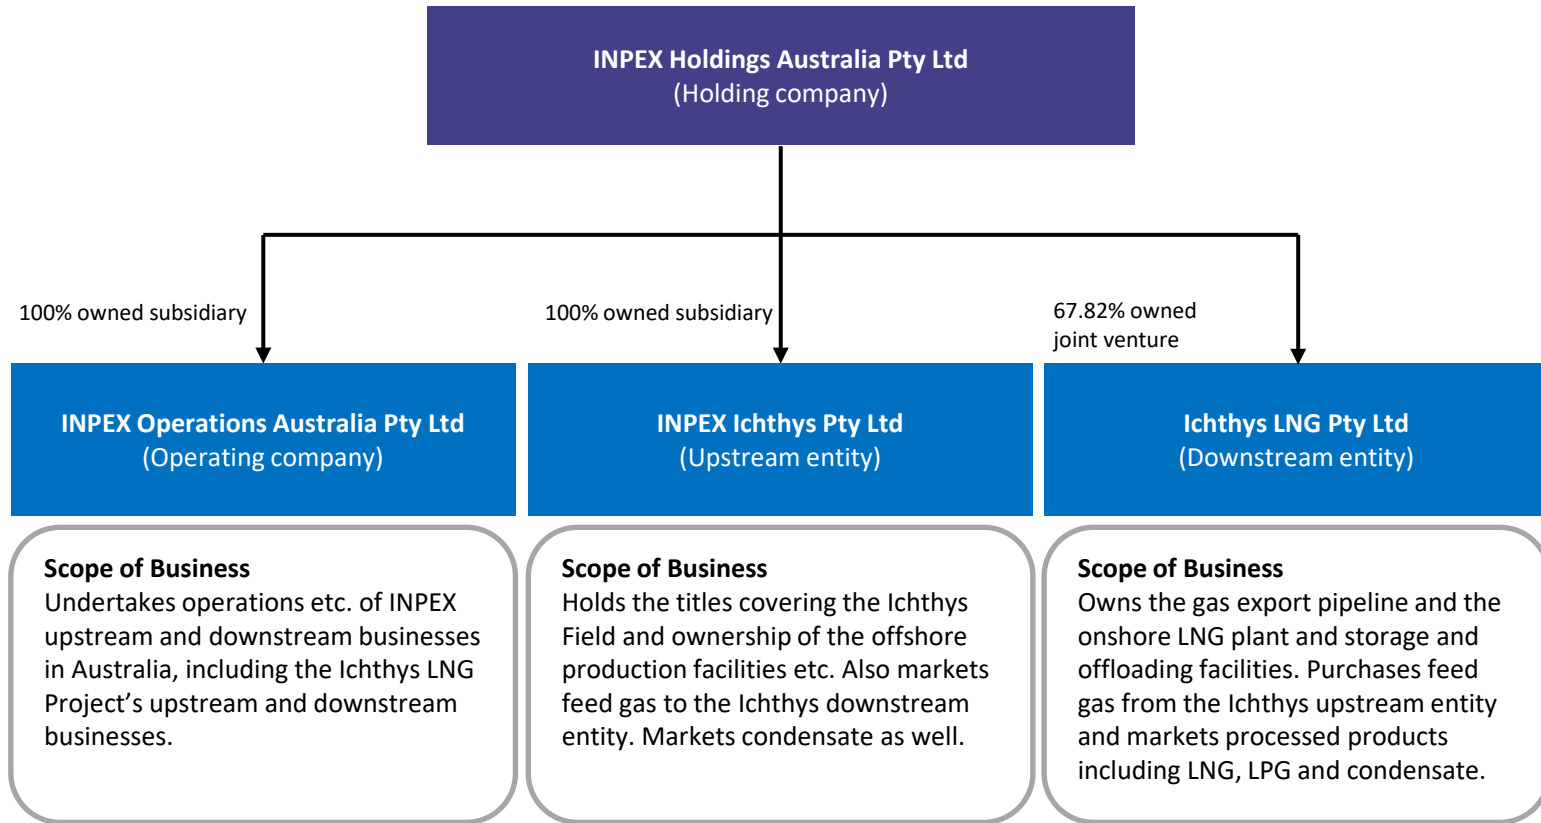 INPEX Holdings Australia Pty Ltd
(Holding company)
100% owned subsidiary
100% owned subsidiary
67.82% owned
joint venture
INPEX Operations Australia Pty Ltd
(Operating company)
INPEX Ichthys Pty Ltd
(Upstream entity)
Ichthys LNG Pty Ltd
(Downstream entity)
Scope of Business
Undertakes operations etc. of INPEX
upstream and downstream businesses
in Australia, including the Ichthys LNG
Project’s upstream and downstream
businesses.
Scope of Business
Holds the titles covering the Ichthys
Field and ownership of the offshore
production facilities etc. Also markets
feed gas to the Ichthys downstream
entity. Markets condensate as well.
Scope of Business
Owns the gas export pipeline and the
onshore LNG plant and storage and
offloading facilities. Purchases feed
gas from the Ichthys upstream entity
and markets processed products
including LNG, LPG and condensate.